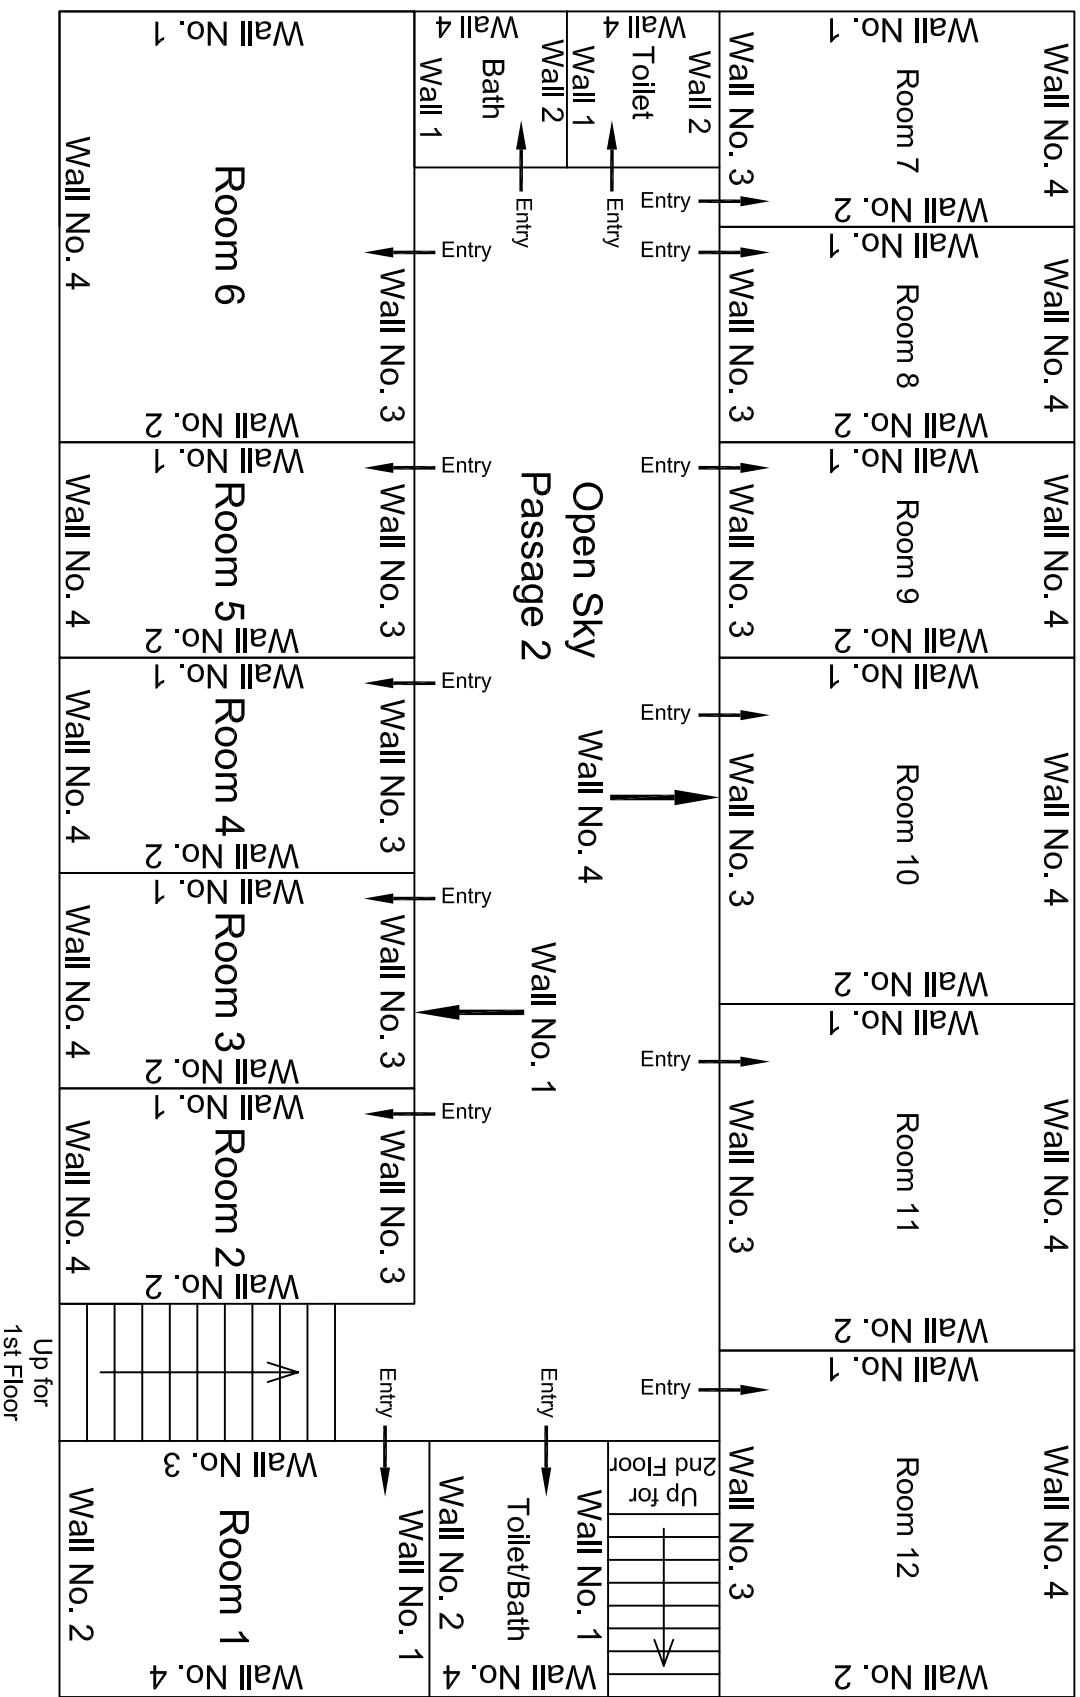 Wall No. 1
Wall No. 4
Room 6
Wall No. 3
Wall No. 2
Wall 4
Wall 2
Bath
Wall 1
Entry
Wall 4
Wall 2
Toilet
Wall 1
Entry
Wall No. 1
Wall No. 4
Room 7
Wall No. 3
Wall No. 2
Entry
Entry
Entry
Wall No. 1
Wall No. 4
Room 8
Wall No. 3
Wall No. 2
Wall No. 1
Wall No. 4
Room 5
Wall No. 3
Wall No. 2
Entry
Open Sky
Passage 2
Entry
Wall No. 1
Wall No. 4
Room 9
Wall No. 3
Wall No. 2
Wall No. 1
Wall No. 4
Room 4
Wall No. 3
Wall No. 2
Entry
Wall No. 4
Entry
Wall No. 1
Wall No. 4
Room 10
Wall No. 3
Wall No. 2
Wall No. 1
Wall No. 4
Room 3
Wall No. 3
Wall No. 2
Entry
Wall No. 1
Wall No. 1
Wall No. 4
Room 11
Wall No. 3
Wall No. 2
Entry
Wall No. 1
Wall No. 4
Room 2
Wall No. 3
Wall No. 2
Entry
Up for
1st Floor
Entry
Entry
Entry
Wall No. 1
Wall No. 4
Room 12
Wall No. 3
Wall No. 2
Up for
2nd Floor
Wall No. 3
Wall No. 1
Room 1
Wall No. 2
Wall No. 4
Wall No. 1
Toilet/Bath
Wall No. 2
Wall No. 4